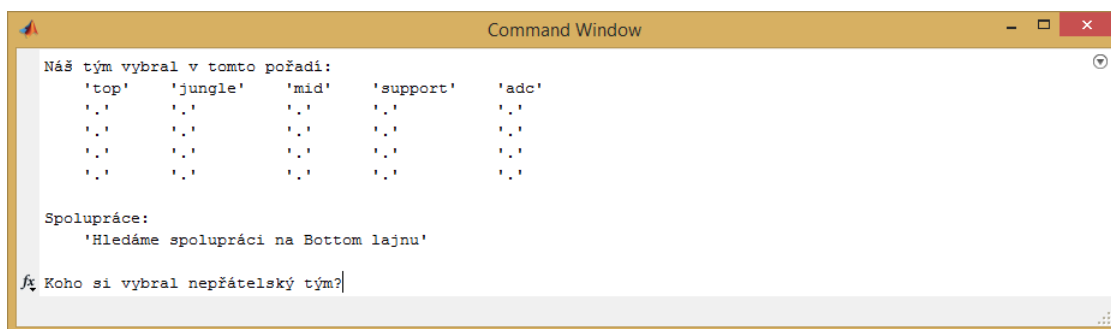 Command Window
Náš tým vybral v tomto pořadí:
'top' 'jungle' 'mid' 'support' 'adc'
'.' '.' '.' '.' '.'
'.' '.' '.' '.' '.'
'.' '.' '.' '.' '.'
'.' '.' '.' '.' '.'
Spolupráce:
'Hledáme spolupráci na Bottom lajnu'
fx Koho si vybral nepřátelský tým?